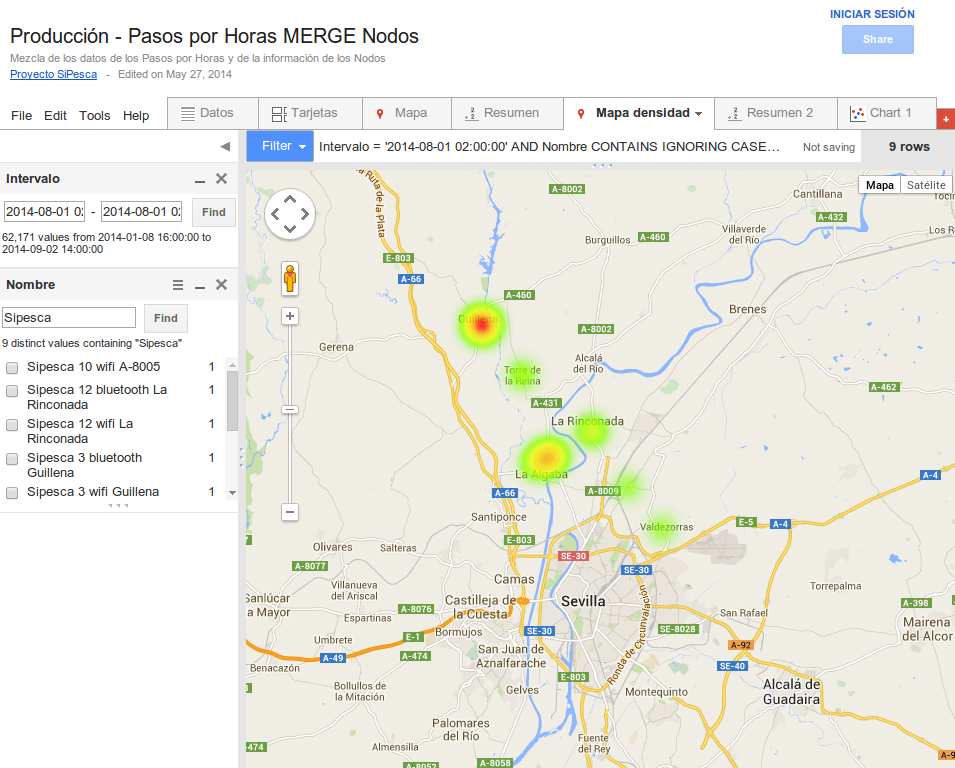 INICIAR SESIÓN
Share
Producción - Pasos por Horas MERGE Nodos
Mezcla de los datos de los Pasos por Horas y de la información de los Nodos
Proyecto SiPesca - Edited on May 27, 2014
File Edit Tools Help
Datos Tarjetas Mapa Resumen Mapa densidad Resumen 2 Chart 1 +
Filter Intervalo = '2014-08-01 02:00:00' AND Nombre CONTAINS IGNORING CASE… Not saving 9 rows
Intervalo
2014-08-01 02 - 2014-08-01 02 Find
62,171 values from 2014-01-08 16:00:00 to
2014-09-02 14:00:00
Nombre
Sipesca Find
9 distinct values containing "Sipesca"
Sipesca 10 wifi A-8005 1
Sipesca 12 bluetooth La
Rinconada 1
Sipesca 12 wifi La
Rinconada 1
Sipesca 3 bluetooth
Guillena 1
Sipesca 3 wifi Guillena 1
Mapa Satélite
la Ruta de la Plata
A-8002
Cantillana
A-432
Villaverde
del Río
Burguillos
A-460
E-803
A-66
A-460
Guillena
Brenes
A-8002
Gerena
Alcalá
del Río
Torre de
la Reina
A-462
A-431
La Rinconada
La Algaba
A-4
A-66
A-8009
Santiponce
Valdezorras
E-5
A-4
E-803
Olivares
Salteras
SE-30
A-8077
SE-30
Camas
Villanueva
del Ariscal
Torrepalma
Sanlúcar
la Mayor
Castilleja de
la Cuesta
Sevilla
A-8076
A-398
Espartinas
San Rafael
Mairena
del Alcor
Umbrete
E-1
Bormujos
SE-30
SE-8028
Ronda de Circunvalación
A-92
A-49
A-474
San Juan de
Aznalfarache
SE-40
Benacazón
E-803
Bollullos de
la Mitación
Gelves
Montequinto
Alcalá de
Guadaira
Palomares
del Río
Almensilla
-474
Fuente
del Rey
A-8058
A-8052